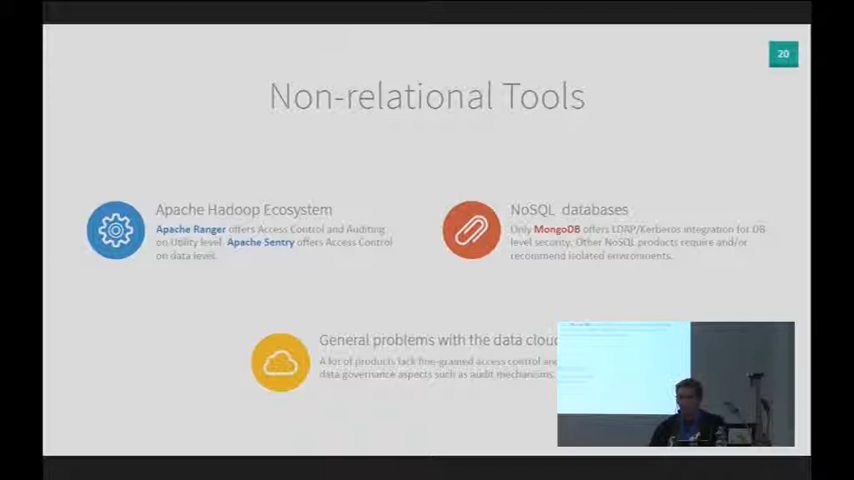 20
Non-relational Tools
Apache Hadoop Ecosystem
Apache Ranger offers Access Control and Auditing
on Utility level. Apache Sentry offers Access Control
on data level.
NoSQL databases
Only MongoDB offers LDAP/Kerberos integration for DB
level security. Other NoSQL products require and/or
recommend isolated environments.
General problems with the data clou
A lot of products lack fine-grained access control an
data governance aspects such as audit mechanisms.